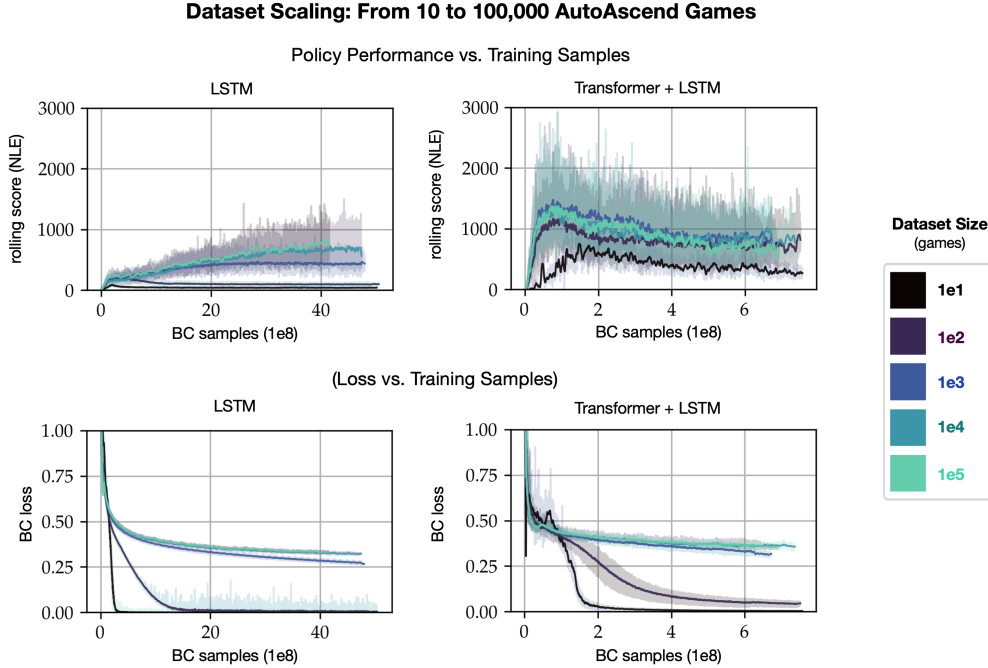 Dataset Scaling: From 10 to 100,000 AutoAscend Games
Policy Performance vs. Training Samples
LSTM
3000
2000
1000
0
rolling score (NLE)
0 20 40
BC samples (1e8)
Transformer + LSTM
3000
2000
1000
0
rolling score (NLE)
0 2 4 6
BC samples (1e8)
(Loss vs. Training Samples)
LSTM
1.00
0.75
0.50
0.25
0.00
BC loss
0 20 40
BC samples (1e8)
Transformer + LSTM
1.00
0.75
0.50
0.25
0.00
BC loss
0 2 4 6
BC samples (1e8)
Dataset Size
(games)
1e1
1e2
1e3
1e4
1e5